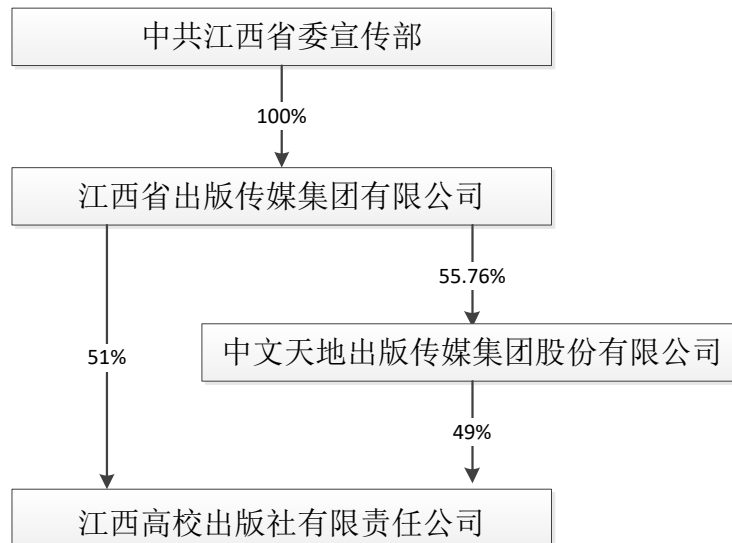 中共江西省委宣传部
100%
江西省出版传媒集团有限公司
55.76%
中文天地出版传媒集团股份有限公司
51%
49%
江西高校出版社有限责任公司